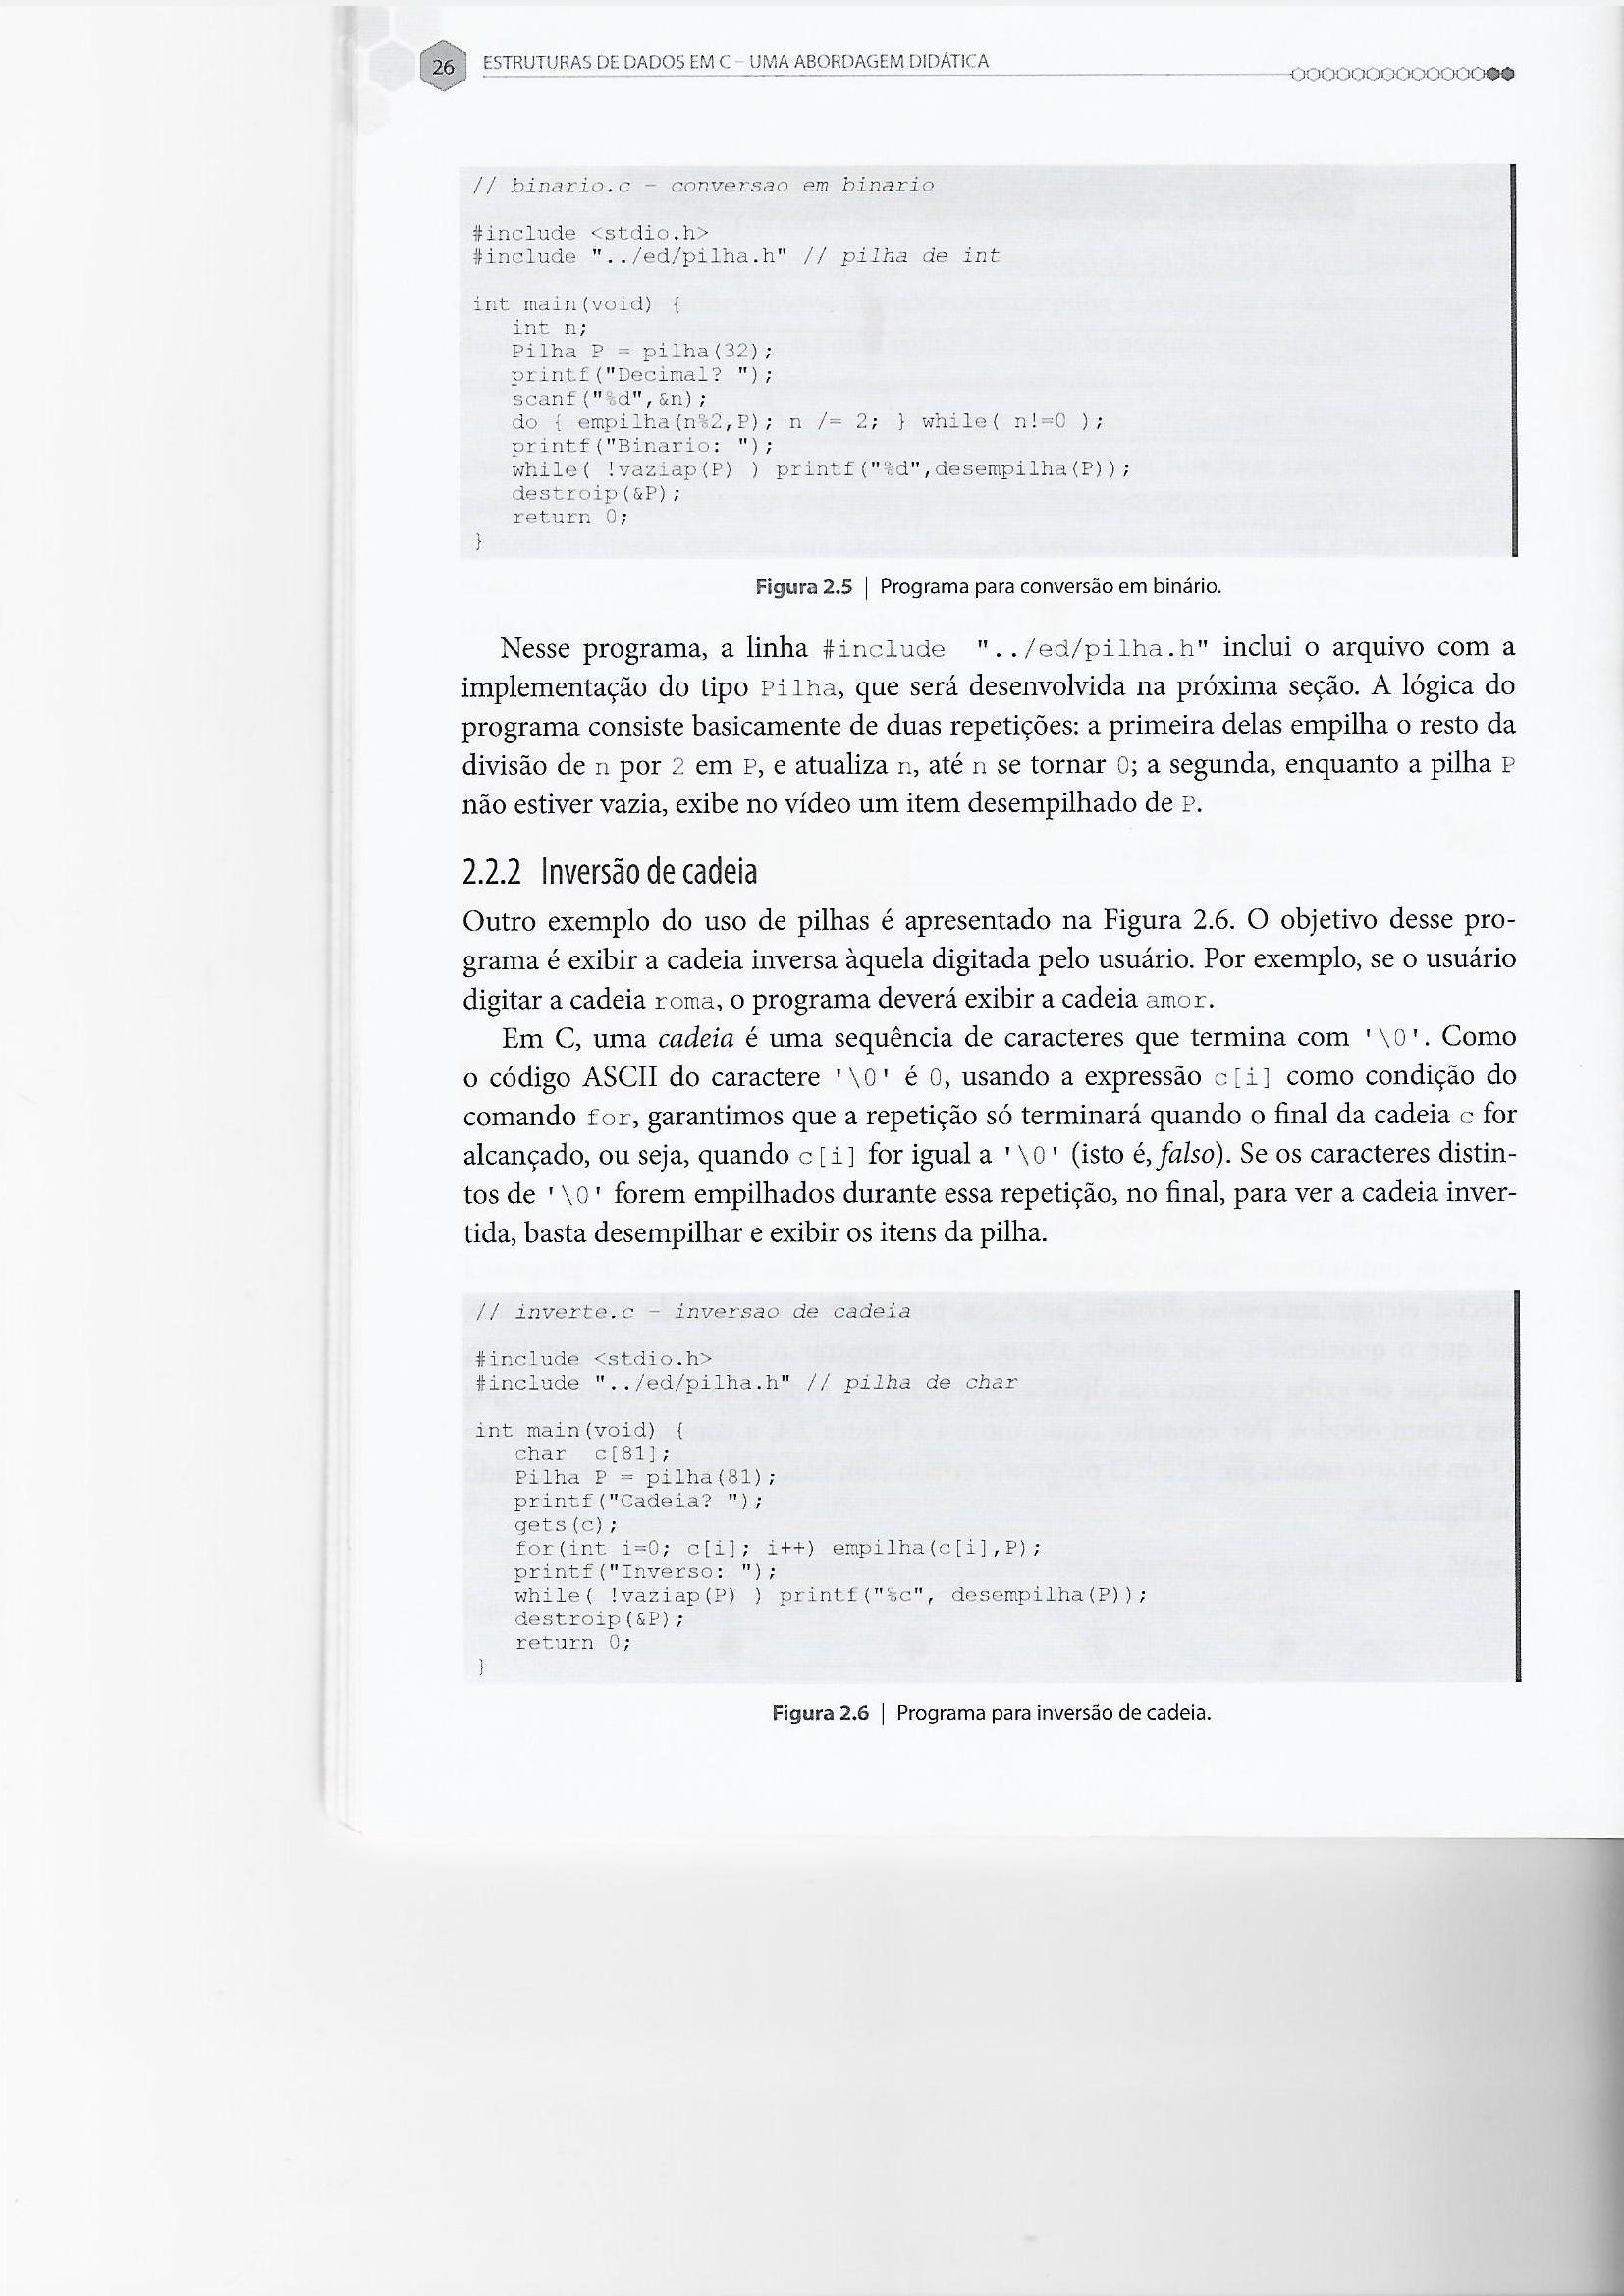 26 ESTRUTURAS DE DADOS EM C – UMA ABORDAGEM DIDÁTICA
// binario.c - conversao em binario
#include <stdio.h>
#include "../ed/pilha.h" // pilha de int
int main(void) {
int n;
Pilha P = pilha(32);
printf("Decimal? ");
scanf("%d",&n);
do { empilha(n%2,P); n /= 2; } while( n!=0 );
printf("Binario: ");
while( !vaziap(P) ) printf("%d",desempilha(P));
destroip(&P);
return 0;
}
Figura 2.5 | Programa para conversão em binário.
Nesse programa, a linha #include "../ed/pilha.h" inclui o arquivo com a
implementação do tipo Pilha, que será desenvolvida na próxima seção. A lógica do
programa consiste basicamente de duas repetições: a primeira delas empilha o resto da
divisão de n por 2 em P, e atualiza n, até n se tornar 0; a segunda, enquanto a pilha P
não estiver vazia, exibe no vídeo um item desempilhado de P.
2.2.2 Inversão de cadeia
Outro exemplo do uso de pilhas é apresentado na Figura 2.6. O objetivo desse pro-
grama é exibir a cadeia inversa àquela digitada pelo usuário. Por exemplo, se o usuário
digitar a cadeia roma, o programa deverá exibir a cadeia amor.
Em C, uma cadeia é uma sequência de caracteres que termina com '\0'. Como
o código ASCII do caractere '\0' é 0, usando a expressão c[i] como condição do
comando for, garantimos que a repetição só terminará quando o final da cadeia c for
alcançado, ou seja, quando c[i] for igual a '\0' (isto é, falso). Se os caracteres distin-
tos de '\0' forem empilhados durante essa repetição, no final, para ver a cadeia inver-
tida, basta desempilhar e exibir os itens da pilha.
// inverte.c - inversao de cadeia
#include <stdio.h>
#include "../ed/pilha.h" // pilha de char
int main(void) {
char c[81];
Pilha P = pilha(81);
printf("Cadeia? ");
gets(c);
for(int i=0; c[i]; i++) empilha(c[i],P);
printf("Inverso: ");
while( !vaziap(P) ) printf("%c", desempilha(P));
destroip(&P);
return 0;
}
Figura 2.6 | Programa para inversão de cadeia.